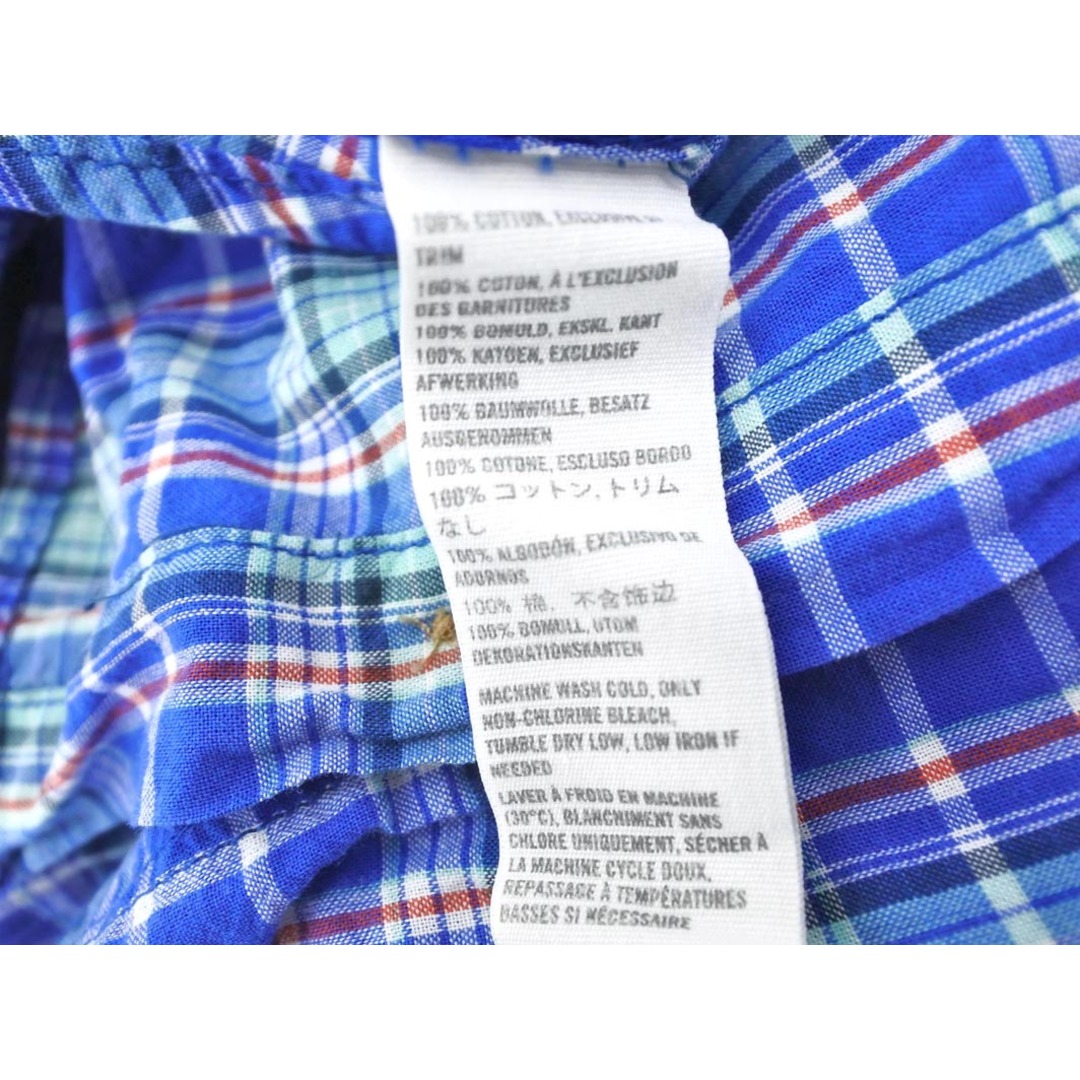 100% COTTON, EXCLUSIVE OF
TRIM
100% COTON, À L'EXCLUSION
DES GARNITURES
100% BOMULD, EKSKL. KANT
100% KATOEN, EXCLUSIEF
AFWERKING
100% BAUMWOLLE, BESATZ
AUSGENOMMEN
100% COTONE, ESCLUSO BORDO
100% コットン, トリム
なし
100% ALGODÓN, EXCLUSIVO DE
ADORNOS
100% 棉, 不含饰边
100% BOMULL, UTOM
DEKORATIONSKANTEN
MACHINE WASH COLD, ONLY
NON-CHLORINE BLEACH,
TUMBLE DRY LOW, LOW IRON IF
NEEDED
LAVER À FROID EN MACHINE
(30°C), BLANCHIMENT SANS
CHLORE UNIQUEMENT, SÉCHER À
LA MACHINE CYCLE DOUX,
REPASSAGE À TEMPÉRATURES
BASSES SI NÉCESSAIRE